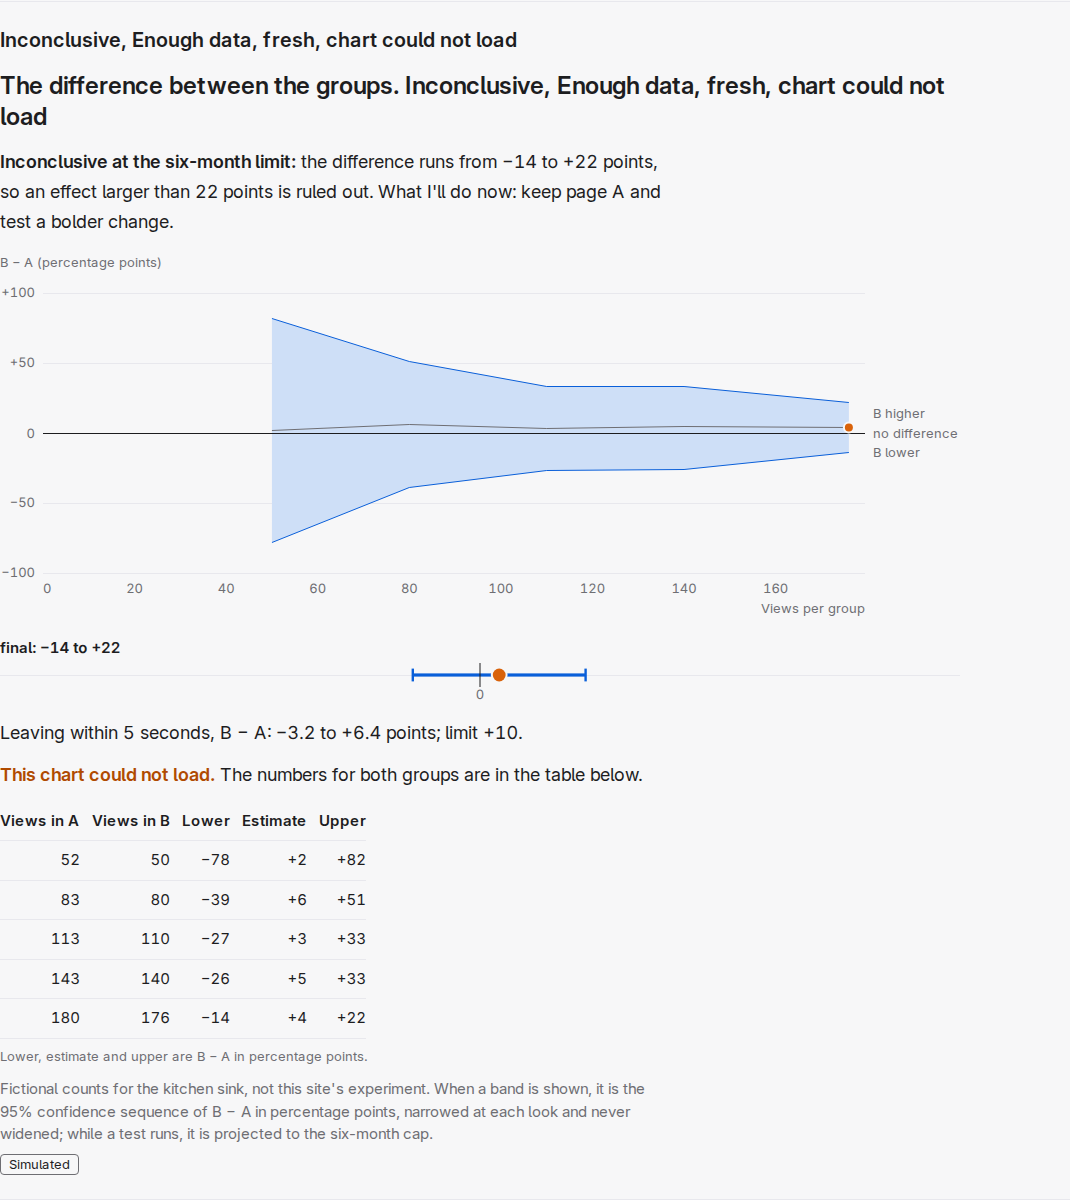 Inconclusive, Enough data, fresh, chart could not load
The difference between the groups. Inconclusive, Enough data, fresh, chart could not
load
Inconclusive at the six-month limit: the difference runs from −14 to +22 points,
so an effect larger than 22 points is ruled out. What I'll do now: keep page A and
test a bolder change.
B − A (percentage points)
+100
+50
0
−50
−100
B higher
no difference
B lower
0 20 40 60 80 100 120 140 160
Views per group
final: −14 to +22
0
Leaving within 5 seconds, B − A: −3.2 to +6.4 points; limit +10.
This chart could not load. The numbers for both groups are in the table below.
Views in A Views in B Lower Estimate Upper
52 50 −78 +2 +82
83 80 −39 +6 +51
113 110 −27 +3 +33
143 140 −26 +5 +33
180 176 −14 +4 +22
Lower, estimate and upper are B − A in percentage points.
Fictional counts for the kitchen sink, not this site's experiment. When a band is shown, it is the
95% confidence sequence of B − A in percentage points, narrowed at each look and never
widened; while a test runs, it is projected to the six-month cap.
Simulated